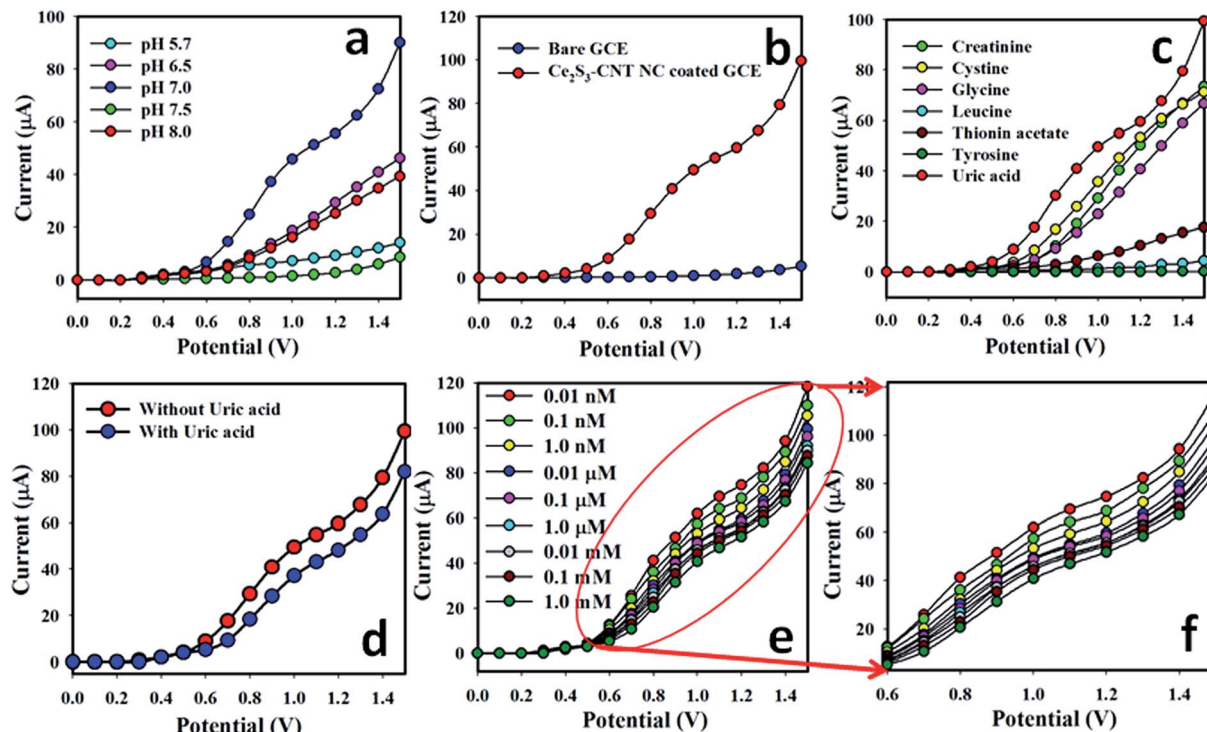 a
pH 5.7
pH 6.5
pH 7.0
pH 7.5
pH 8.0
100
80
60
40
20
0
Current (μA)
0.0 0.2 0.4 0.6 0.8 1.0 1.2 1.4
Potential (V)
b
Bare GCE
Ce₂S₃-CNT NC coated GCE
120
100
80
60
40
20
0
Current (μA)
0.0 0.2 0.4 0.6 0.8 1.0 1.2 1.4
Potential (V)
c
Creatinine
Cystine
Glycine
Leucine
Thionin acetate
Tyrosine
Uric acid
100
80
60
40
20
0
Current (μA)
0.0 0.2 0.4 0.6 0.8 1.0 1.2 1.4
Potential (V)
d
Without Uric acid
With Uric acid
120
100
80
60
40
20
0
Current (μA)
0.0 0.2 0.4 0.6 0.8 1.0 1.2 1.4
Potential (V)
e
0.01 nM
0.1 nM
1.0 nM
0.01 μM
0.1 μM
1.0 μM
0.01 mM
0.1 mM
1.0 mM
120
100
80
60
40
20
0
Current (μA)
0.0 0.2 0.4 0.6 0.8 1.0 1.2 1.4
Potential (V)
f
100
80
60
40
20
Current (μA)
0.6 0.8 1.0 1.2 1.4
Potential (V)